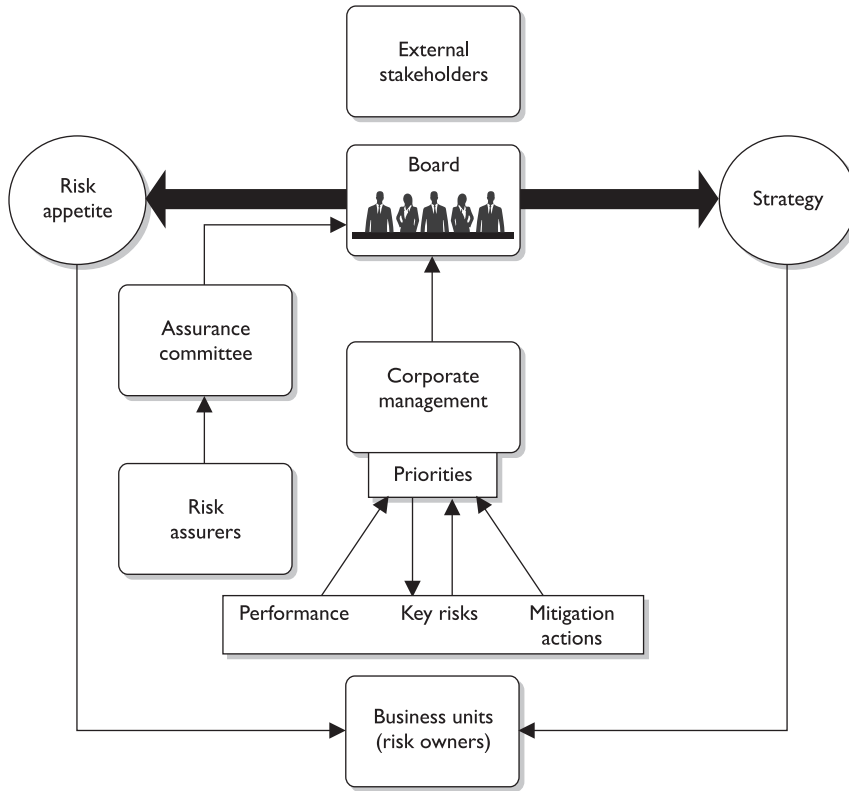 External
stakeholders
Board
Risk
appetite
Strategy
Assurance
committee
Corporate
management
Priorities
Risk
assurers
Performance
Key risks
Mitigation
actions
Business units
(risk owners)